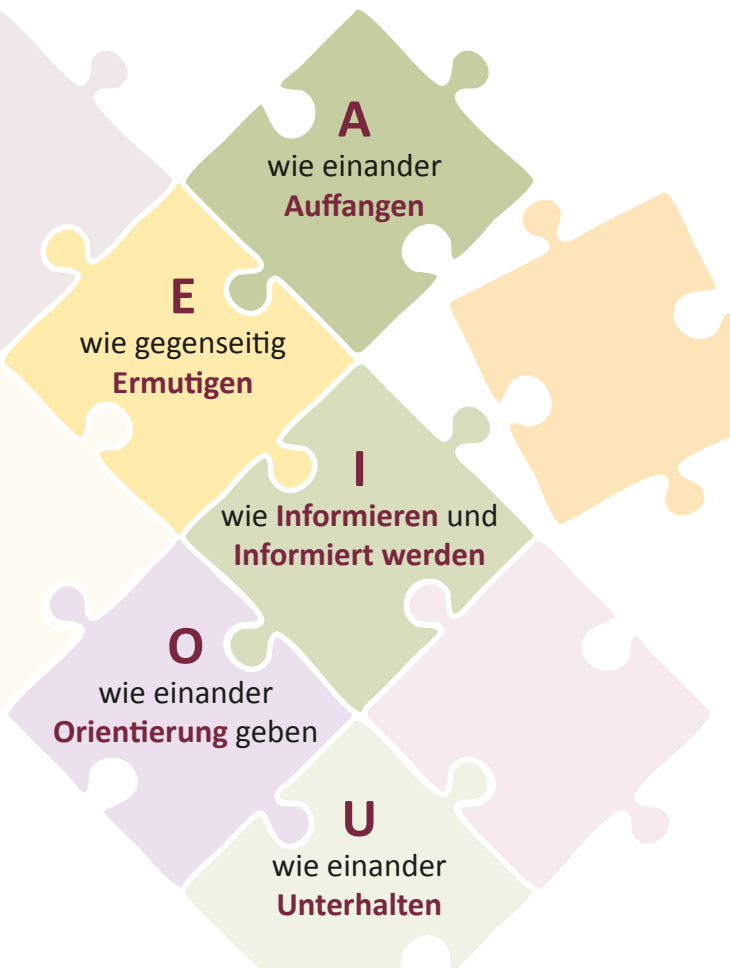 A
wie einander
Auffangen
E
wie gegenseitig
Ermutigen
I
wie Informieren und
Informiert werden
O
wie einander
Orientierung geben
U
wie einander
Unterhalten